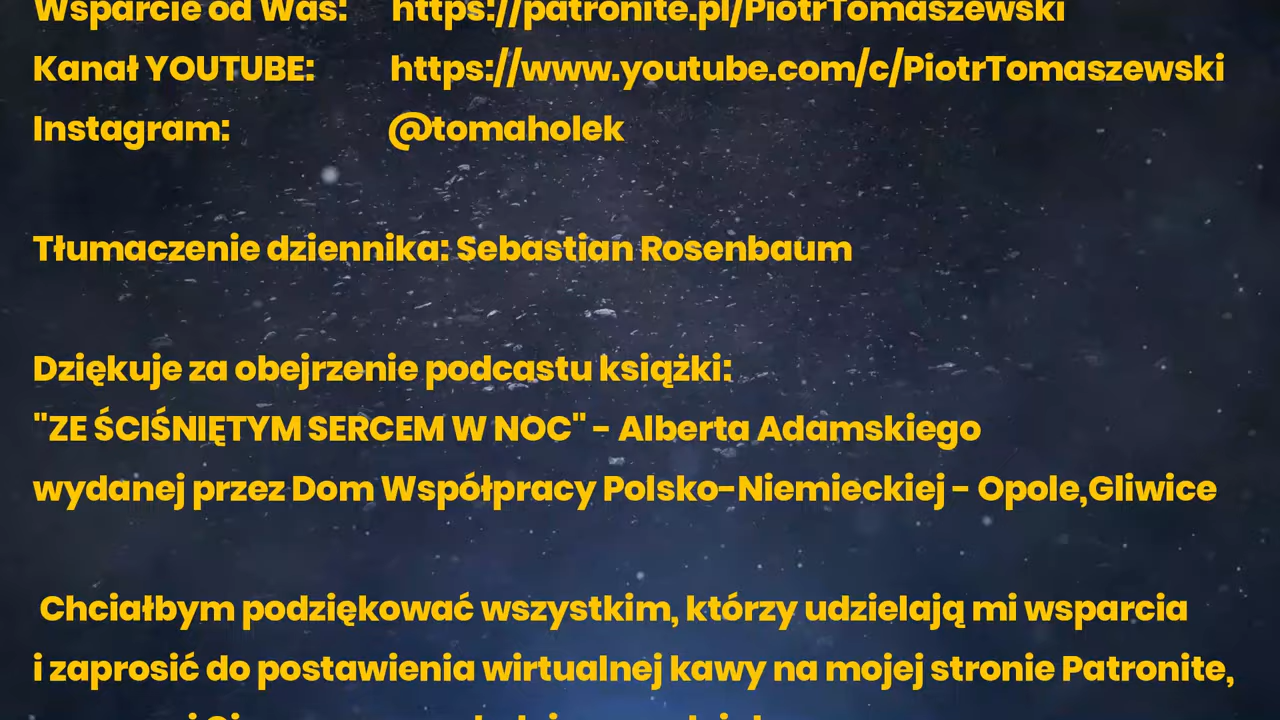 Wsparcie od Was: https://patronite.pl/PiotrTomaszewski
Kanał YOUTUBE: https://www.youtube.com/c/PiotrTomaszewski
Instagram: @tomaholek
Tłumaczenie dziennika: Sebastian Rosenbaum
Dziękuje za obejrzenie podcastu książki:
"ZE ŚCIŚNIĘTYM SERCEM W NOC" - Alberta Adamskiego
wydanej przez Dom Współpracy Polsko-Niemieckiej - Opole,Gliwice
Chciałbym podziękować wszystkim, którzy udzielają mi wsparcia
i zaprosić do postawienia wirtualnej kawy na mojej stronie Patronite,